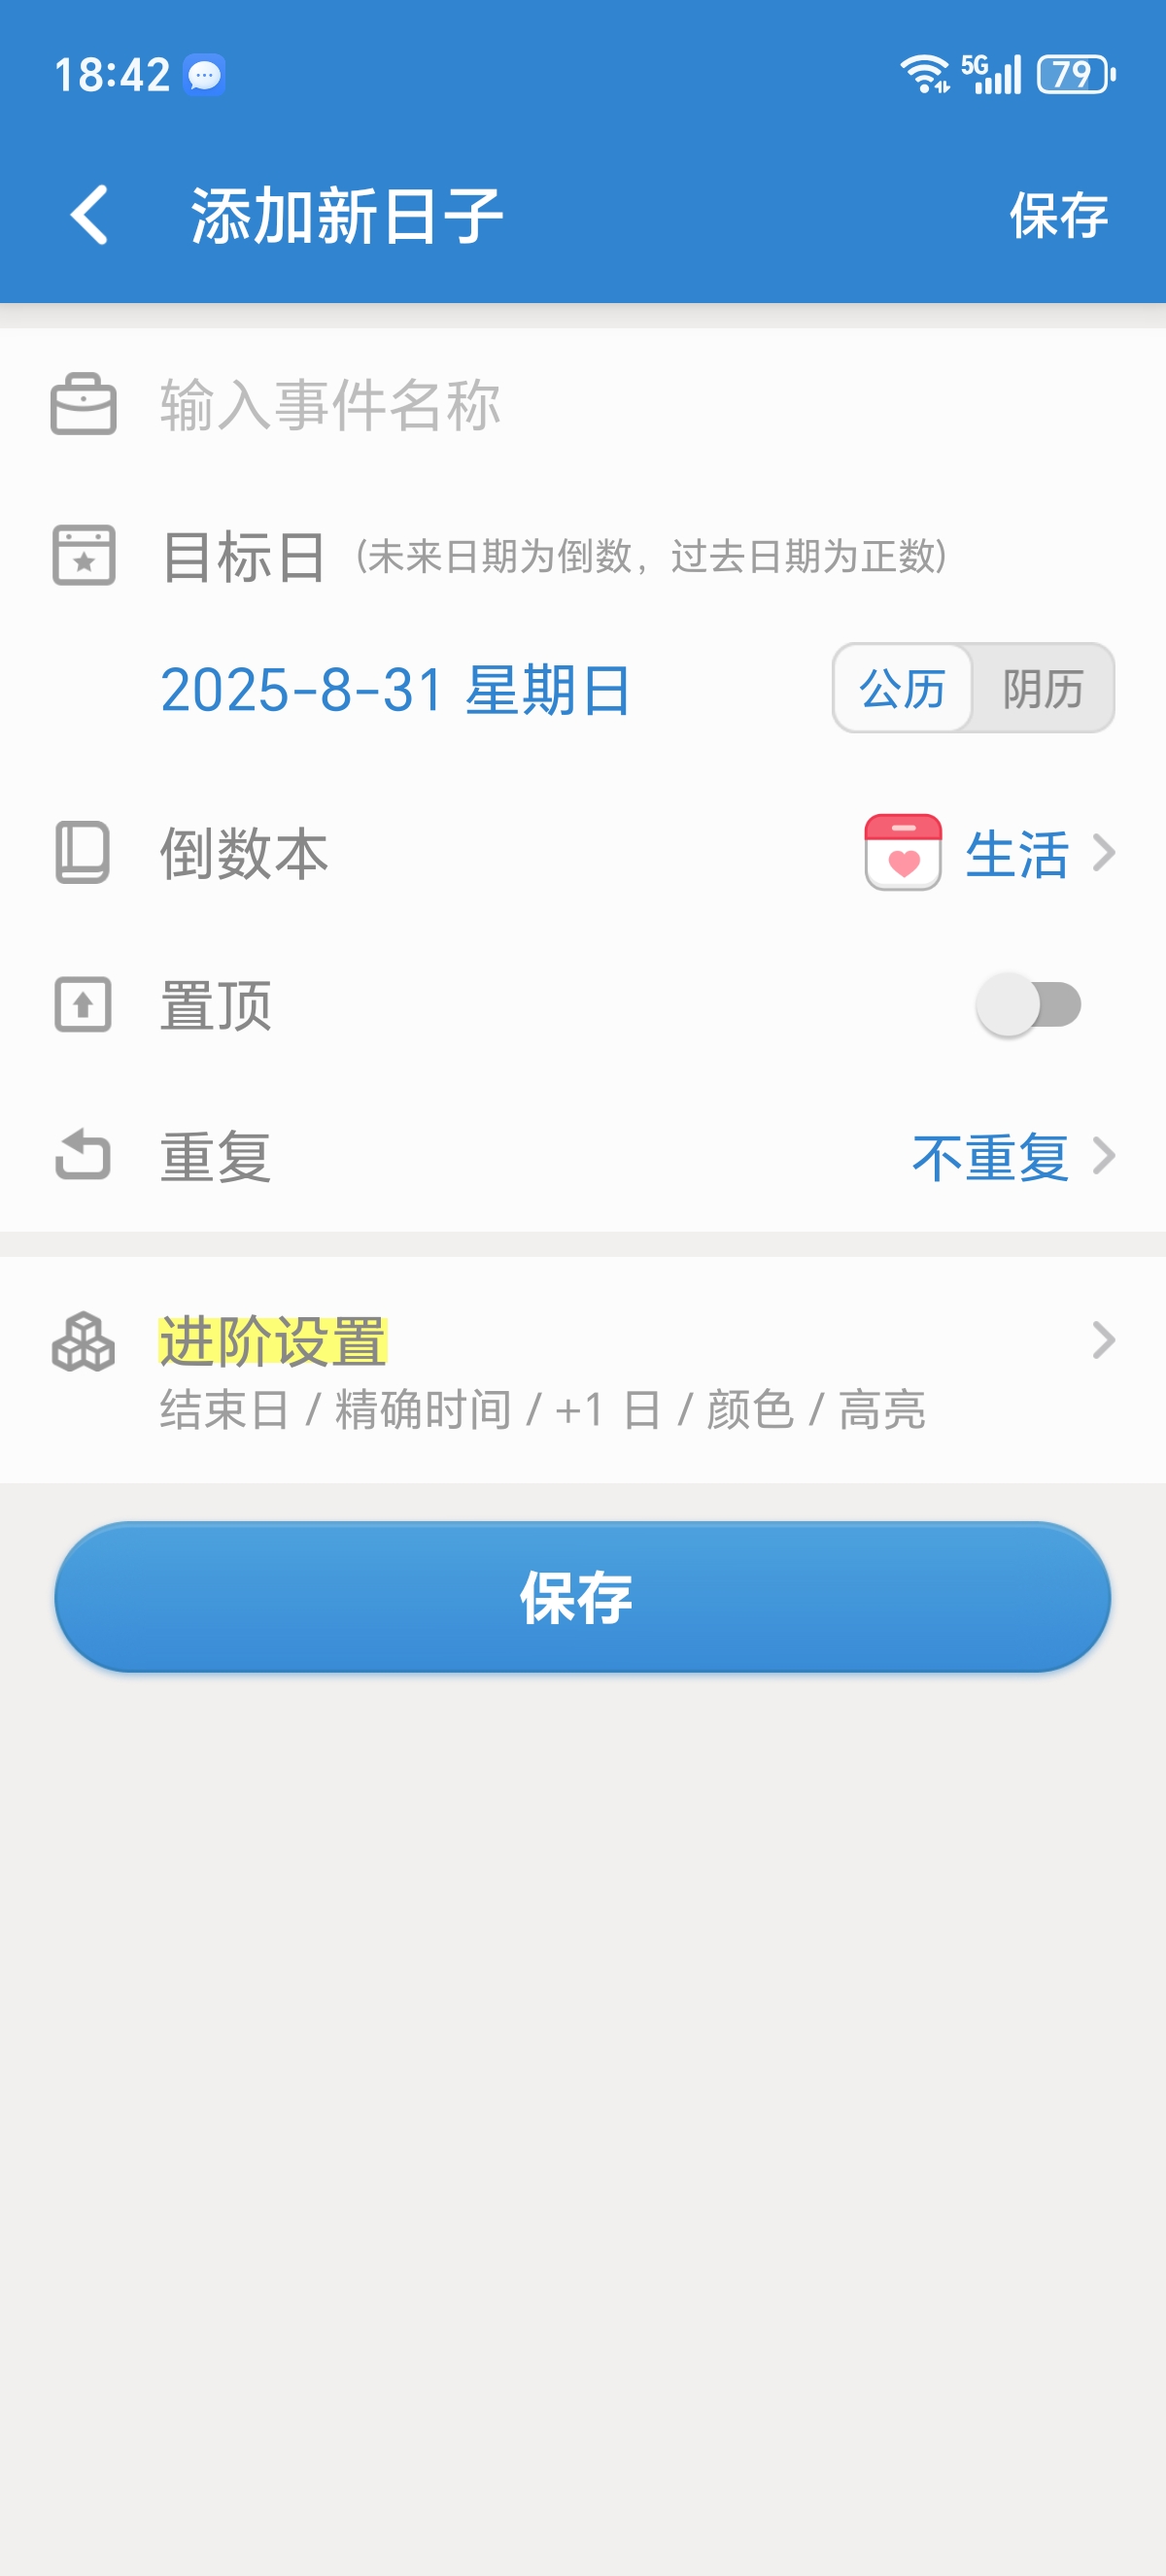 18:42 5G 79
添加新日子 保存
输入事件名称
目标日 (未来日期为倒数，过去日期为正数)
2025-8-31 星期日 公历 阴历
倒数本 生活
置顶
重复 不重复
进阶设置
结束日 / 精确时间 / +1 日 / 颜色 / 高亮
保存